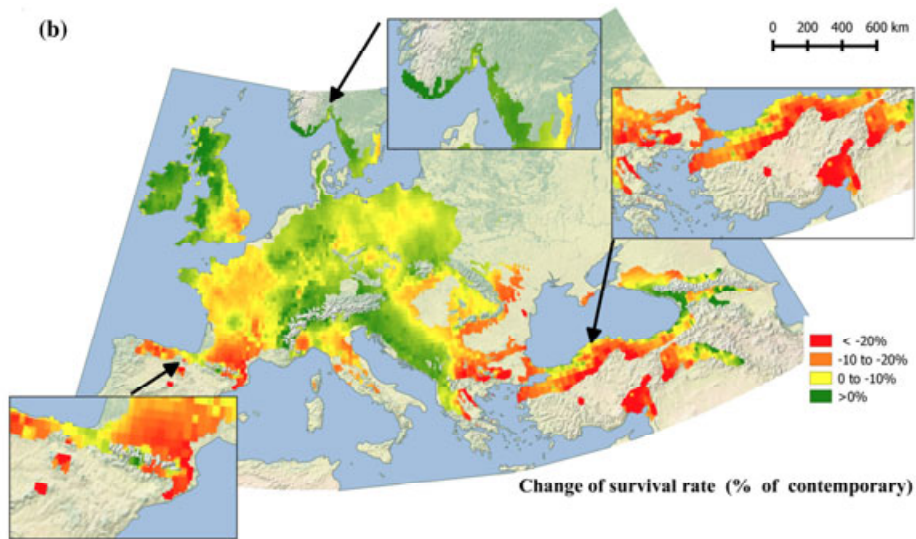 (b)
0 200 400 600 km
< -20%
-10 to -20%
0 to -10%
>0%
Change of survival rate (% of contemporary)